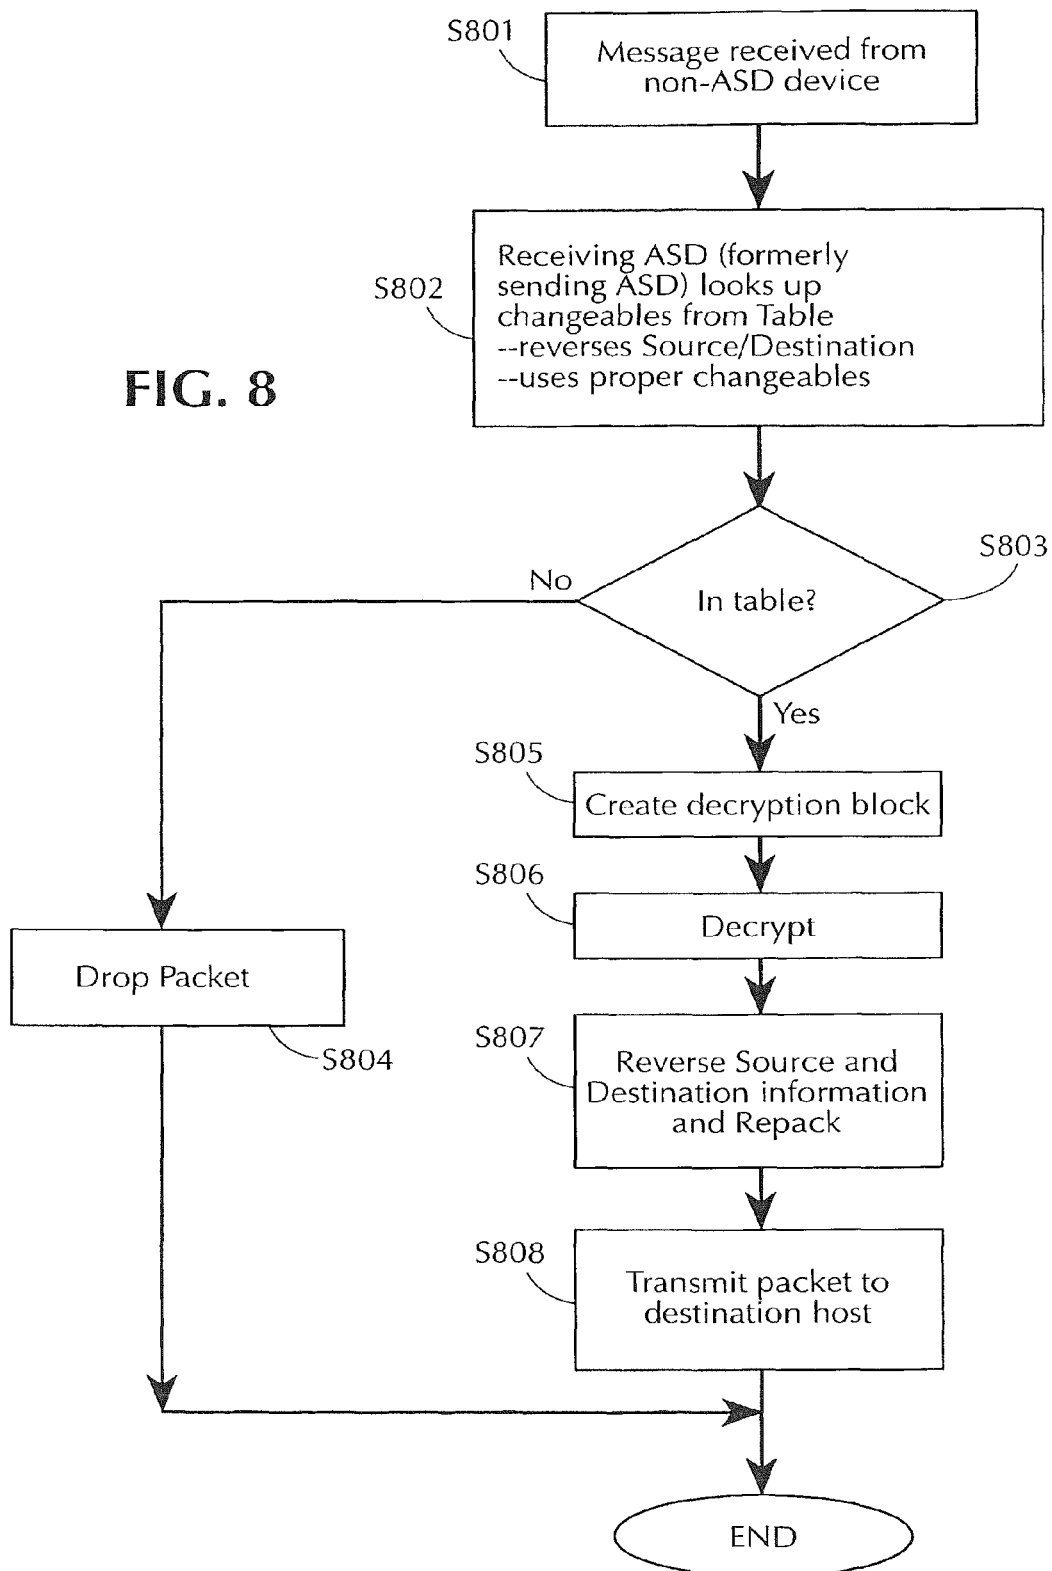 S801
Message received from
non-ASD device
S802
Receiving ASD (formerly
sending ASD) looks up
changeables from Table
--reverses Source/Destination
--uses proper changeables
FIG. 8
S803
No
In table?
Yes
S805
Create decryption block
S806
Decrypt
Drop Packet
S804
S807
Reverse Source and
Destination information
and Repack
S808
Transmit packet to
destination host
END